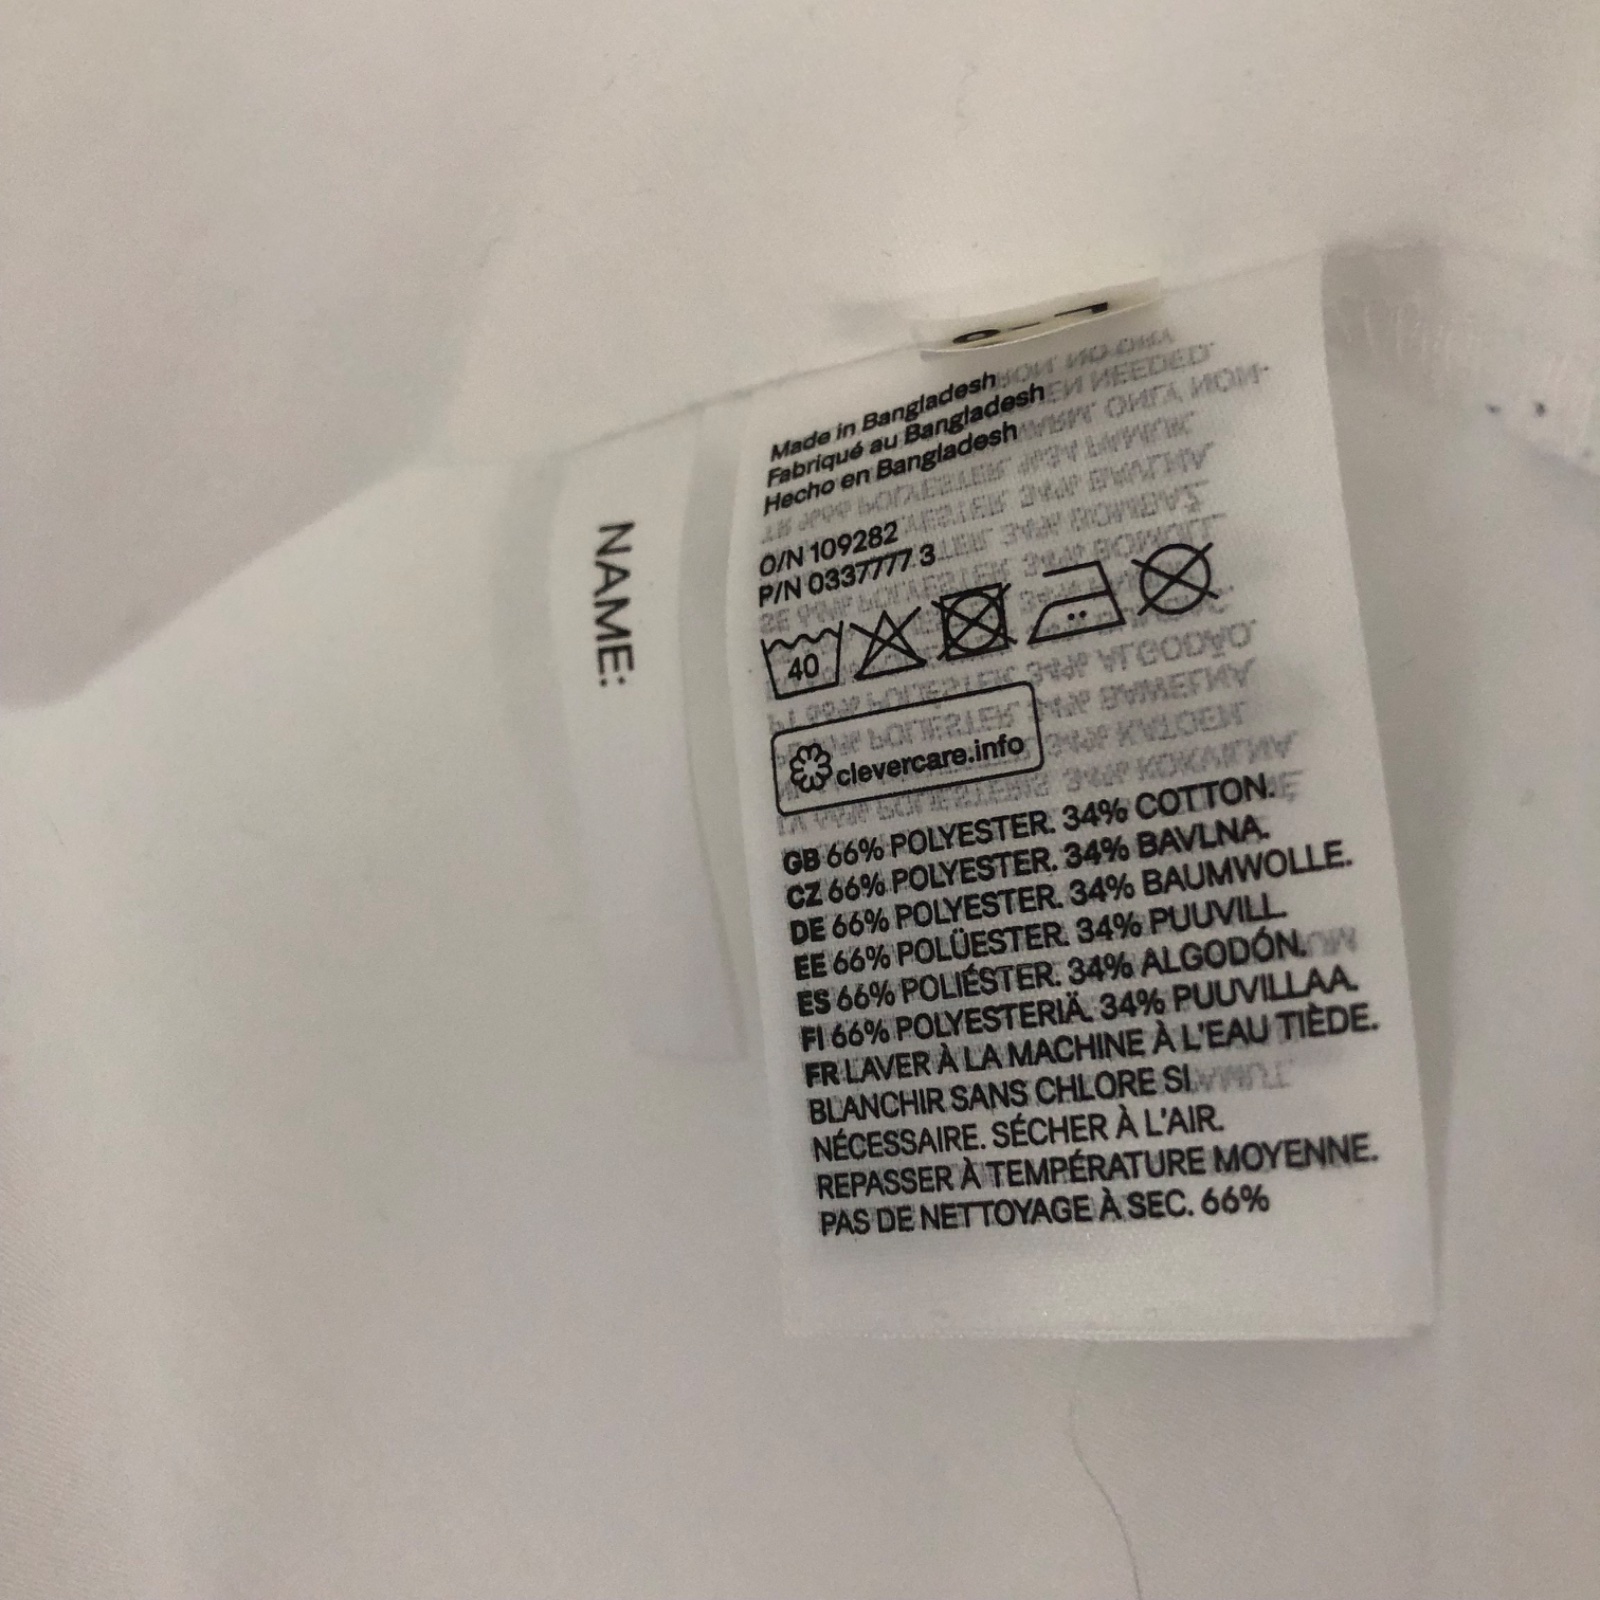 NAME:
Made in Bangladesh
Fabriqué au Bangladesh
Hecho en Bangladesh
O/N 109282
P/N 0337777 3
40
clevercare.info
GB 66% POLYESTER. 34% COTTON.
CZ 66% POLYESTER. 34% BAVLNA.
DE 66% POLYESTER. 34% BAUMWOLLE.
EE 66% POLÜESTER. 34% PUUVILL.
ES 66% POLIÉSTER. 34% ALGODÓN.
FI 66% POLYESTERIÄ. 34% PUUVILLAA.
FR LAVER À LA MACHINE À L'EAU TIÈDE.
BLANCHIR SANS CHLORE SI
NÉCESSAIRE. SÉCHER À L'AIR.
REPASSER À TEMPÉRATURE MOYENNE.
PAS DE NETTOYAGE À SEC. 66%